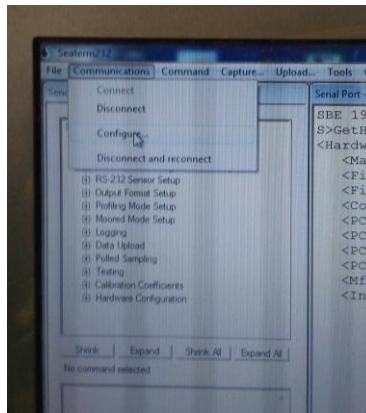 Seaterm232
File Communications Command Capture... Upload... Tools
Serial Port -
Connect
Disconnect
Configure...
Disconnect and reconnect
SBE 19
S>GetH
<Hardw
<Ma
<Fi
<Fi
<Co
<PC
<PC
<PC
<PC
<Mf
<In
RS-232 Sensor Setup
Output Format Setup
Profiling Mode Setup
Moored Mode Setup
Logging
Data Upload
Polled Sampling
Testing
Calibration Coefficients
Hardware Configuration
Shrink Expand Shrink All Expand All
No command selected